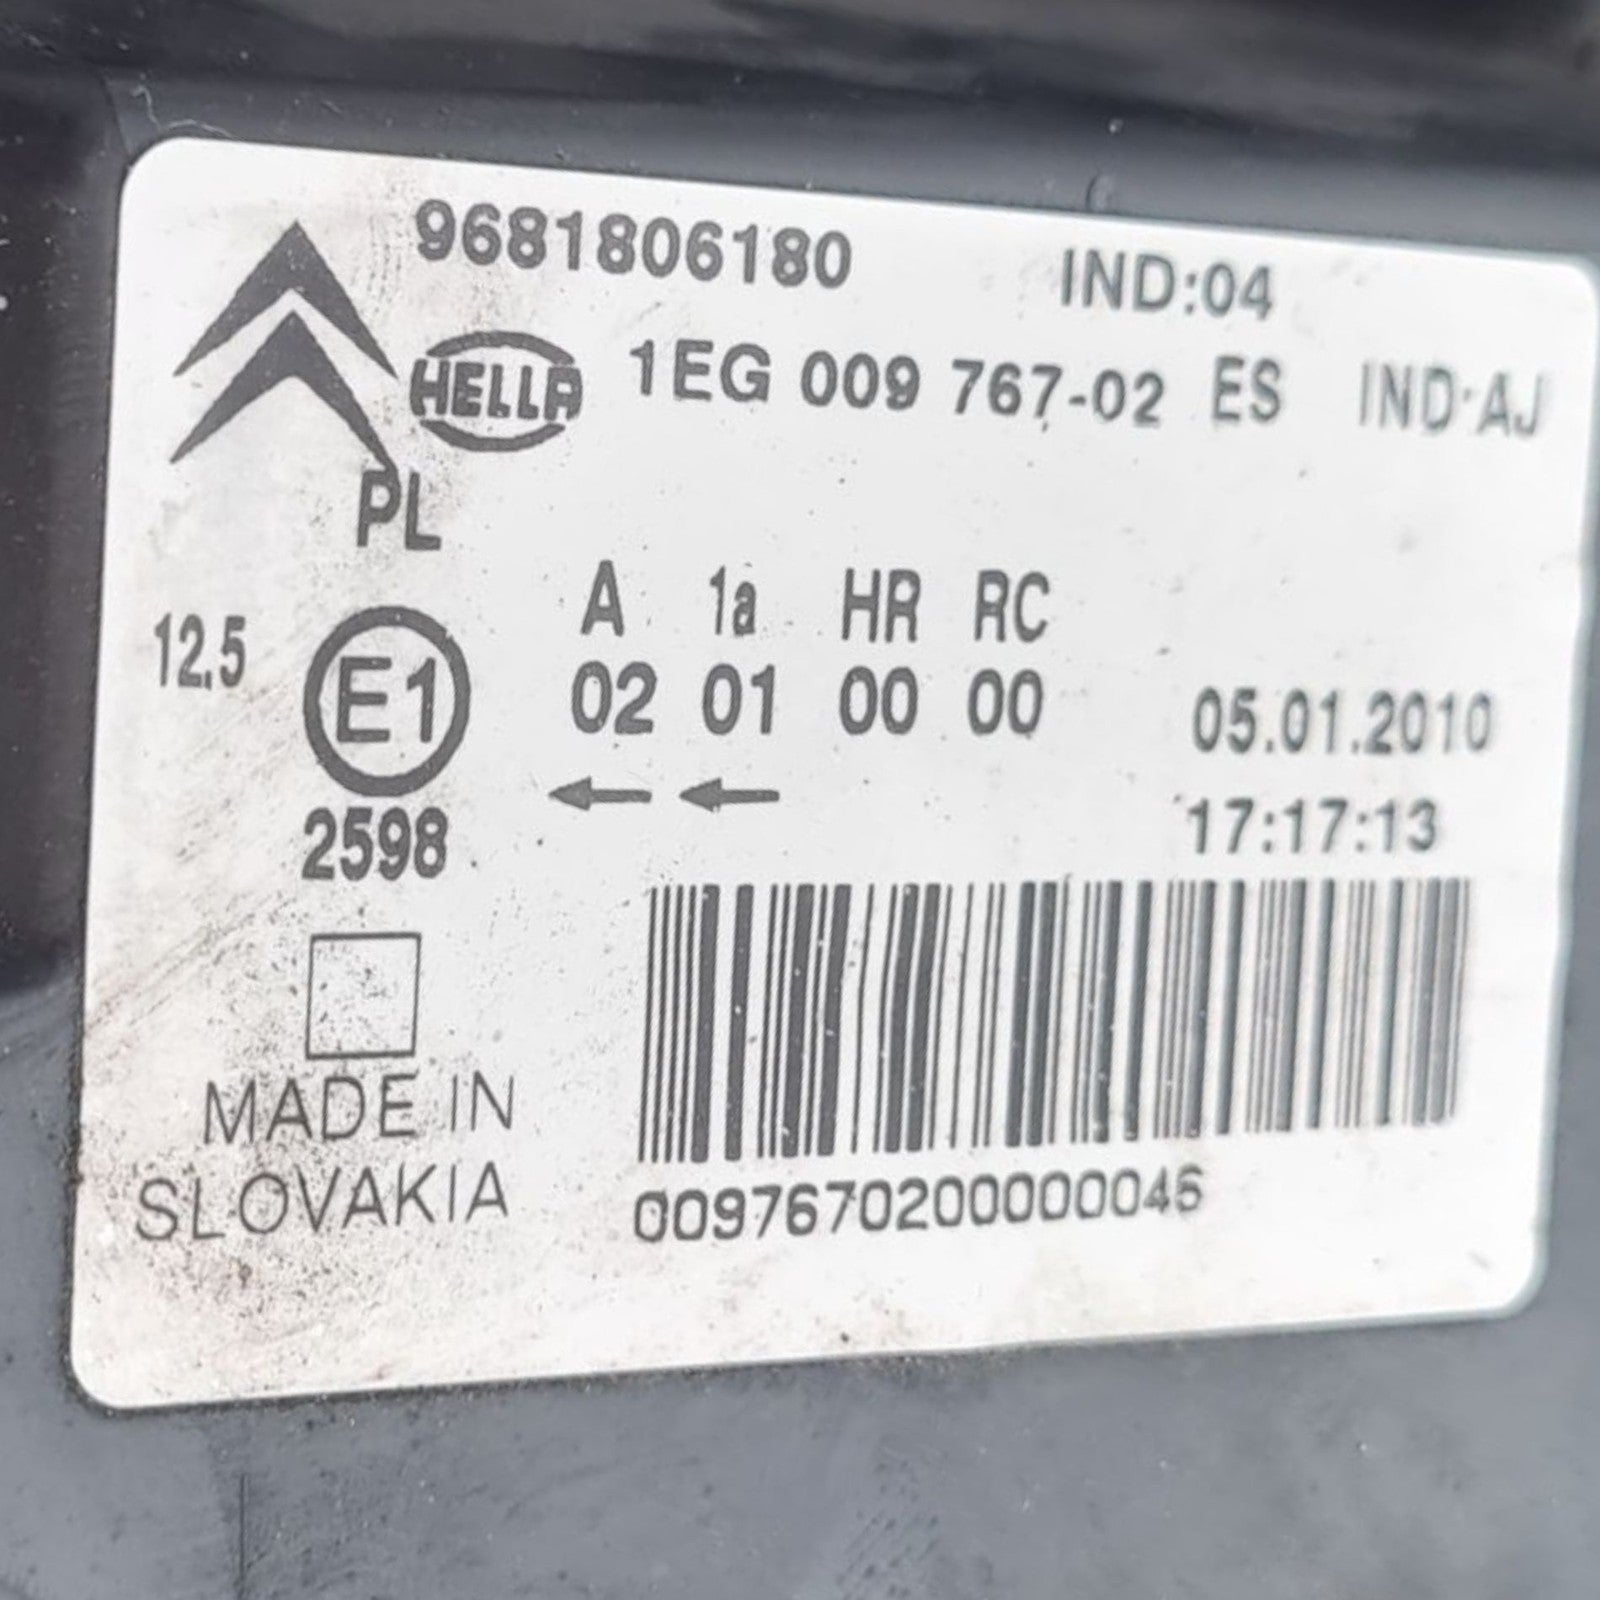 9681806180 IND:04
HELLA 1EG 009 767-02 ES IND:AJ
PL
A 1a HR RC
12.5 E1 02 01 00 00 05.01.2010
2598 17:17:13
MADE IN
SLOVAKIA
0097670200000046